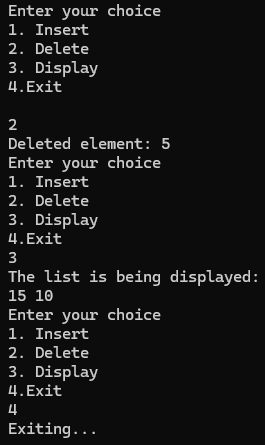 Enter your choice
1. Insert
2. Delete
3. Display
4.Exit

2
Deleted element: 5
Enter your choice
1. Insert
2. Delete
3. Display
4.Exit
3
The list is being displayed:
15 10
Enter your choice
1. Insert
2. Delete
3. Display
4.Exit
4
Exiting...